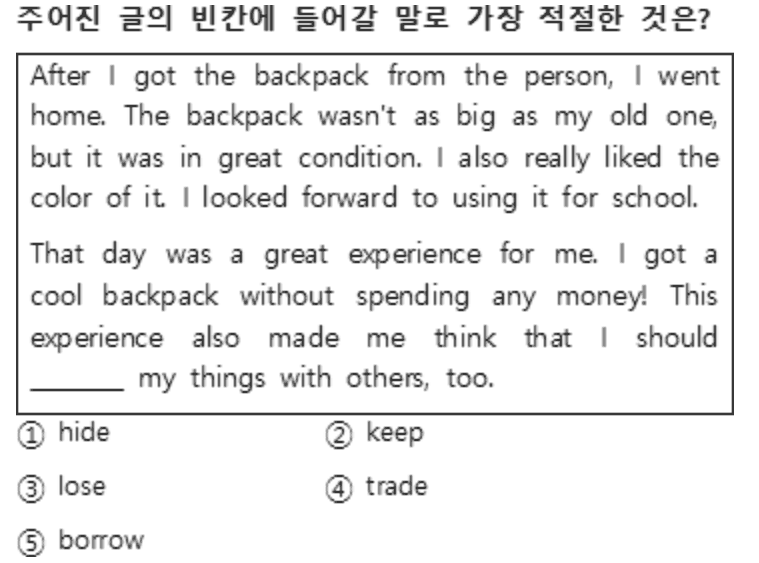 주어진 글의 빈칸에 들어갈 말로 가장 적절한 것은?
After I got the backpack from the person, I went
home. The backpack wasn't as big as my old one,
but it was in great condition. I also really liked the
color of it. I looked forward to using it for school.
That day was a great experience for me. I got a
cool backpack without spending any money! This
experience also made me think that I should
_______ my things with others, too.
① hide ② keep
③ lose ④ trade
⑤ borrow